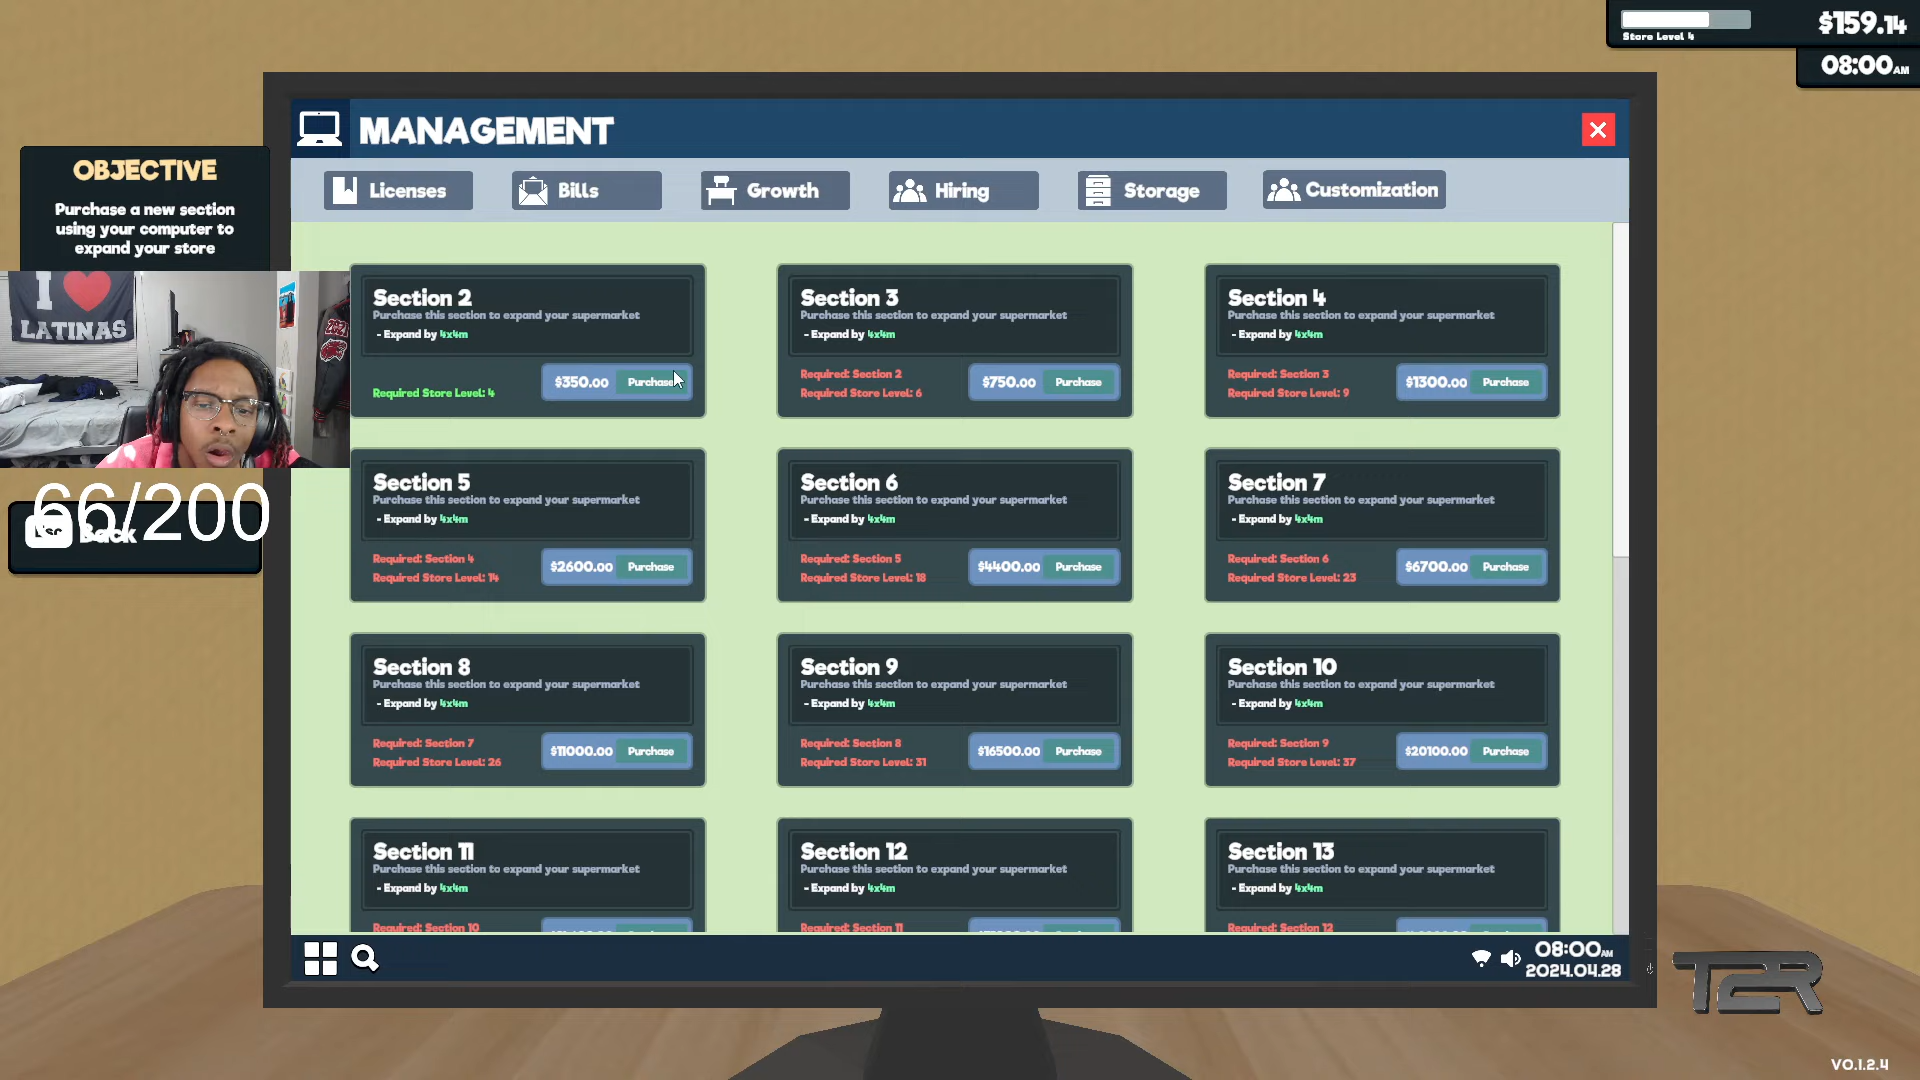 $159.14
Store Level 4
08:00AM
MANAGEMENT
Licenses
Bills
Growth
Hiring
Storage
Customization
OBJECTIVE
Purchase a new section
using your computer to
expand your store
I
LATINAS
66/200
Esc Back
Section 2
Purchase this section to expand your supermarket
- Expand by 4x4m
Required Store Level: 4
$350.00 Purchase
Section 3
Purchase this section to expand your supermarket
- Expand by 4x4m
Required: Section 2
Required Store Level: 6
$750.00 Purchase
Section 4
Purchase this section to expand your supermarket
- Expand by 4x4m
Required: Section 3
Required Store Level: 9
$1300.00 Purchase
Section 5
Purchase this section to expand your supermarket
- Expand by 4x4m
Required: Section 4
Required Store Level: 14
$2600.00 Purchase
Section 6
Purchase this section to expand your supermarket
- Expand by 4x4m
Required: Section 5
Required Store Level: 18
$4400.00 Purchase
Section 7
Purchase this section to expand your supermarket
- Expand by 4x4m
Required: Section 6
Required Store Level: 23
$6700.00 Purchase
Section 8
Purchase this section to expand your supermarket
- Expand by 4x4m
Required: Section 7
Required Store Level: 26
$11000.00 Purchase
Section 9
Purchase this section to expand your supermarket
- Expand by 4x4m
Required: Section 8
Required Store Level: 31
$16500.00 Purchase
Section 10
Purchase this section to expand your supermarket
- Expand by 4x4m
Required: Section 9
Required Store Level: 37
$20100.00 Purchase
Section 11
Purchase this section to expand your supermarket
- Expand by 4x4m
Required: Section 10
Section 12
Purchase this section to expand your supermarket
- Expand by 4x4m
Required: Section 11
Section 13
Purchase this section to expand your supermarket
- Expand by 4x4m
Required: Section 12
08:00AM
2024.04.28
T2R
V0.1.2.4